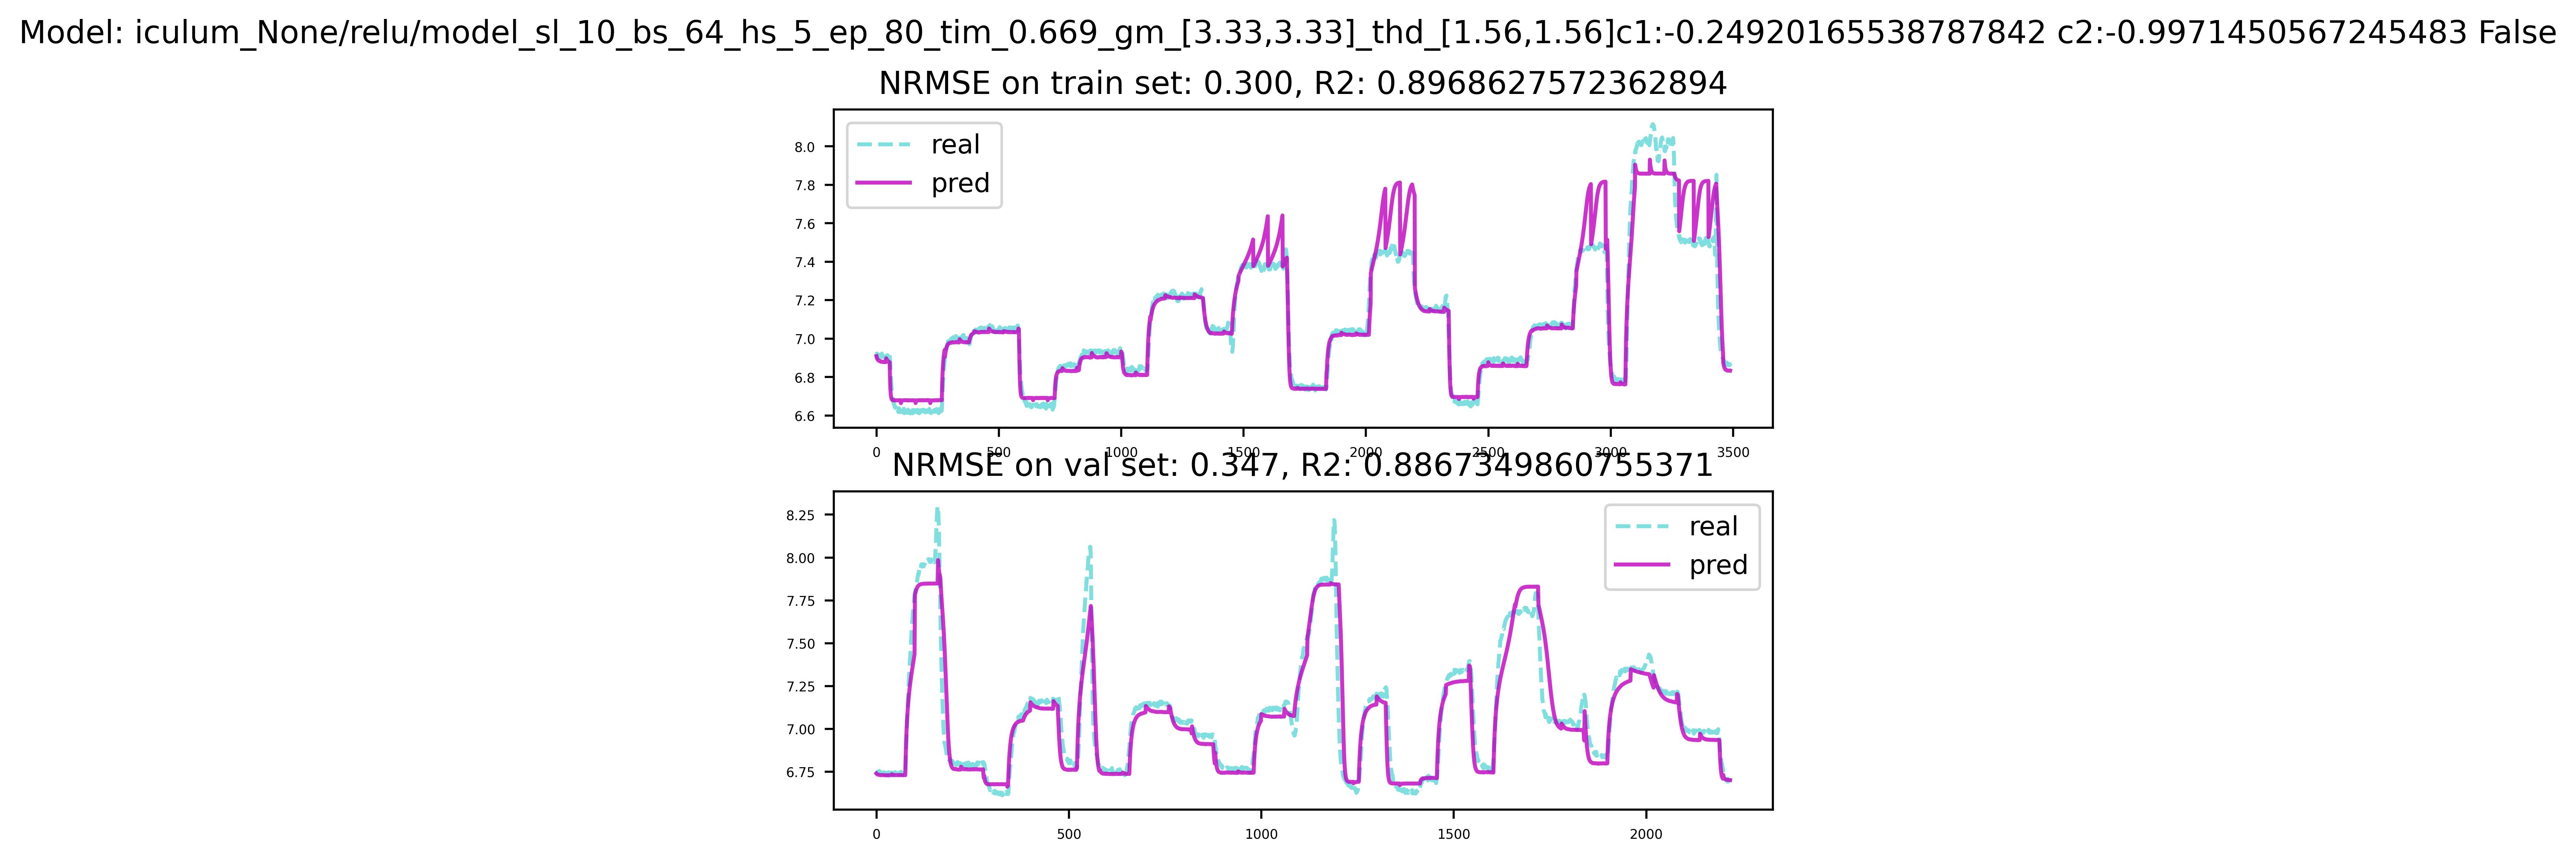 Model: iculum_None/relu/model_sl_10_bs_64_hs_5_ep_80_tim_0.669_gm_[3.33,3.33]_thd_[1.56,1.56]c1:-0.24920165538787842 c2:-0.9971450567245483 False
NRMSE on train set: 0.300, R2: 0.8968627572362894
real
pred
8.0
7.8
7.6
7.4
7.2
7.0
6.8
6.6
0 500 1000 1500 2000 2500 3000 3500
NRMSE on val set: 0.347, R2: 0.8867349860755371
real
pred
8.25
8.00
7.75
7.50
7.25
7.00
6.75
0 500 1000 1500 2000